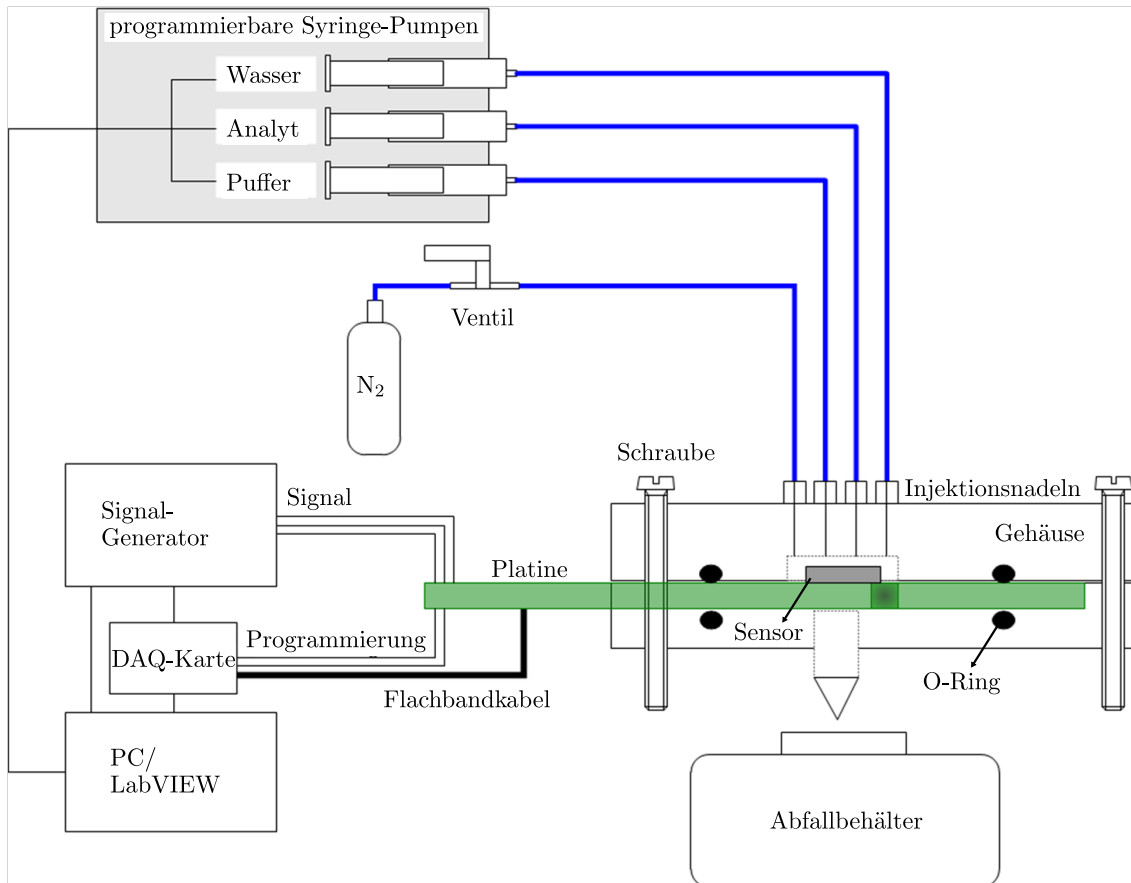 programmierbare Syringe-Pumpen
Wasser
Analyt
Puffer
Ventil
N2
Schraube
Injektionsnadeln
Gehäuse
Signal
Signal-
Generator
Platine
Sensor
Programmierung
DAQ-Karte
O-Ring
Flachbandkabel
PC/
LabVIEW
Abfallbehälter